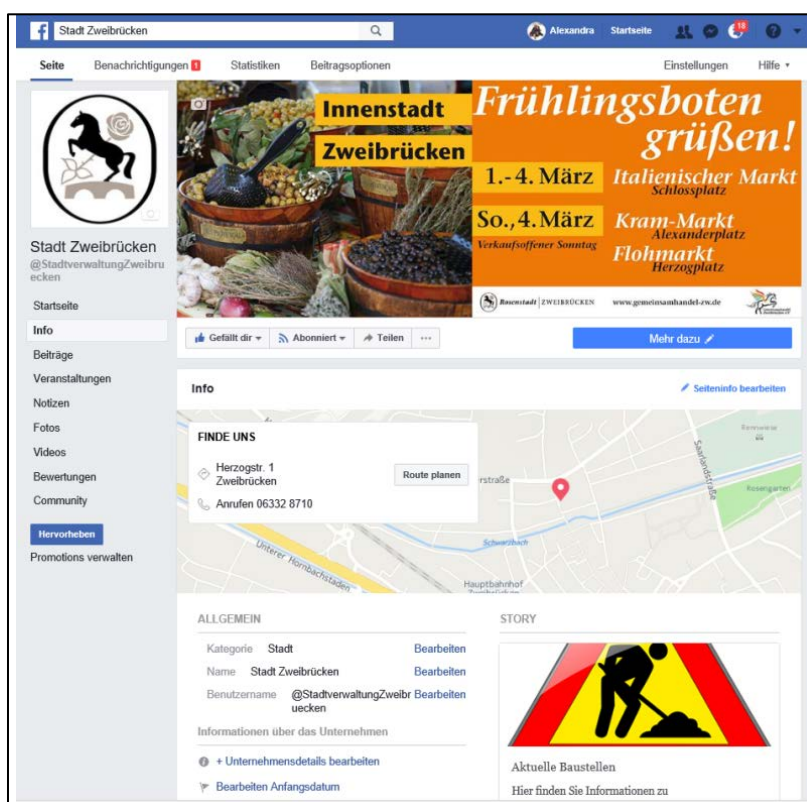 Stadt Zweibrücken
Alexandra Startseite 18
Seite Benachrichtigungen 1 Statistiken Beitragsoptionen Einstellungen Hilfe
Innenstadt
Zweibrücken
Frühlingsboten
grüßen!
1.-4. März
Italienischer Markt
Schlossplatz
So., 4. März
Verkaufsoffener Sonntag
Kram-Markt
Alexanderplatz
Flohmarkt
Herzogplatz
Rosenstadt | ZWEIBRÜCKEN www.gemeinsamhandel-zw.de
Stadt Zweibrücken
@StadtverwaltungZweibru
ecken
Startseite
Info
Beiträge
Veranstaltungen
Notizen
Fotos
Videos
Bewertungen
Community
Hervorheben
Promotions verwalten
Gefällt dir Abonniert Teilen ...
Mehr dazu
Info
Seiteninfo bearbeiten
FINDE UNS
Herzogstr. 1
Zweibrücken
Route planen
Anrufen 06332 8710
rstraße
Saarlandstraße
Rosengarten
Schwarzbach
Unterer Hornbachstaden
Hauptbahnhof
Zweibrücken
ALLGEMEIN
Kategorie Stadt Bearbeiten
Name Stadt Zweibrücken Bearbeiten
Benutzername @StadtverwaltungZweibr Bearbeiten
uecken
Informationen über das Unternehmen
+ Unternehmensdetails bearbeiten
Bearbeiten Anfangsdatum
STORY
Aktuelle Baustellen
Hier finden Sie Informationen zu